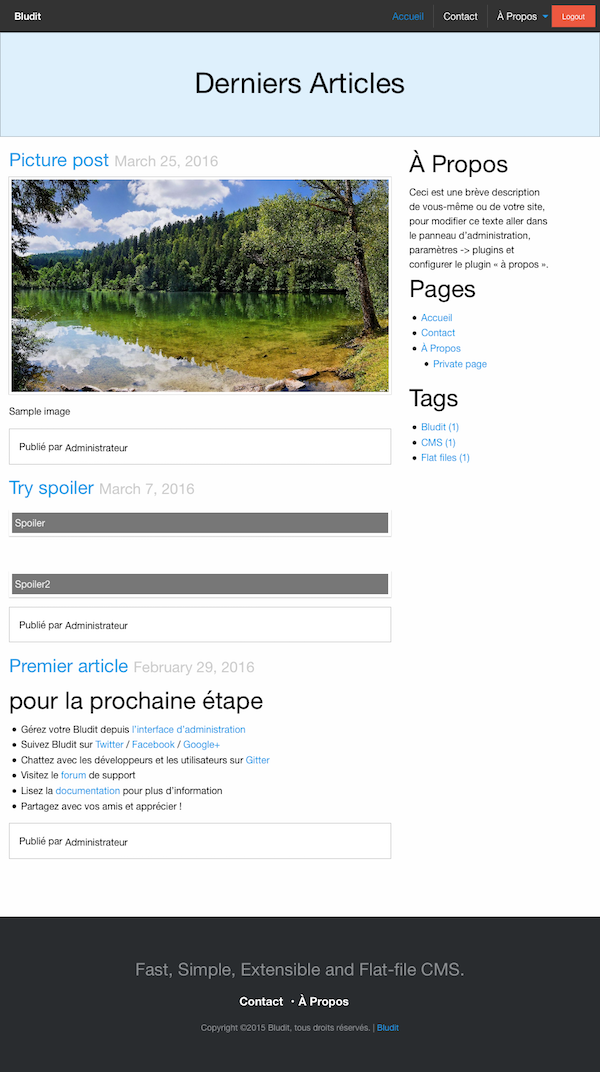 Bludit
Accueil
Contact
À Propos
Logout
Derniers Articles
Picture post March 25, 2016
Sample image
Publié par Administrateur
Try spoiler March 7, 2016
Spoiler
Spoiler2
Publié par Administrateur
Premier article February 29, 2016
pour la prochaine étape
Gérez votre Bludit depuis l'interface d'administration
Suivez Bludit sur Twitter / Facebook / Google+
Chattez avec les développeurs et les utilisateurs sur Gitter
Visitez le forum de support
Lisez la documentation pour plus d'information
Partagez avec vos amis et apprécier !
Publié par Administrateur
À Propos
Ceci est une brève description
de vous-même ou de votre site,
pour modifier ce texte aller dans
le panneau d'administration,
paramètres -> plugins et
configurer le plugin « à propos ».
Pages
Accueil
Contact
À Propos
Private page
Tags
Bludit (1)
CMS (1)
Flat files (1)
Fast, Simple, Extensible and Flat-file CMS.
Contact · À Propos
Copyright ©2015 Bludit, tous droits réservés. | Bludit